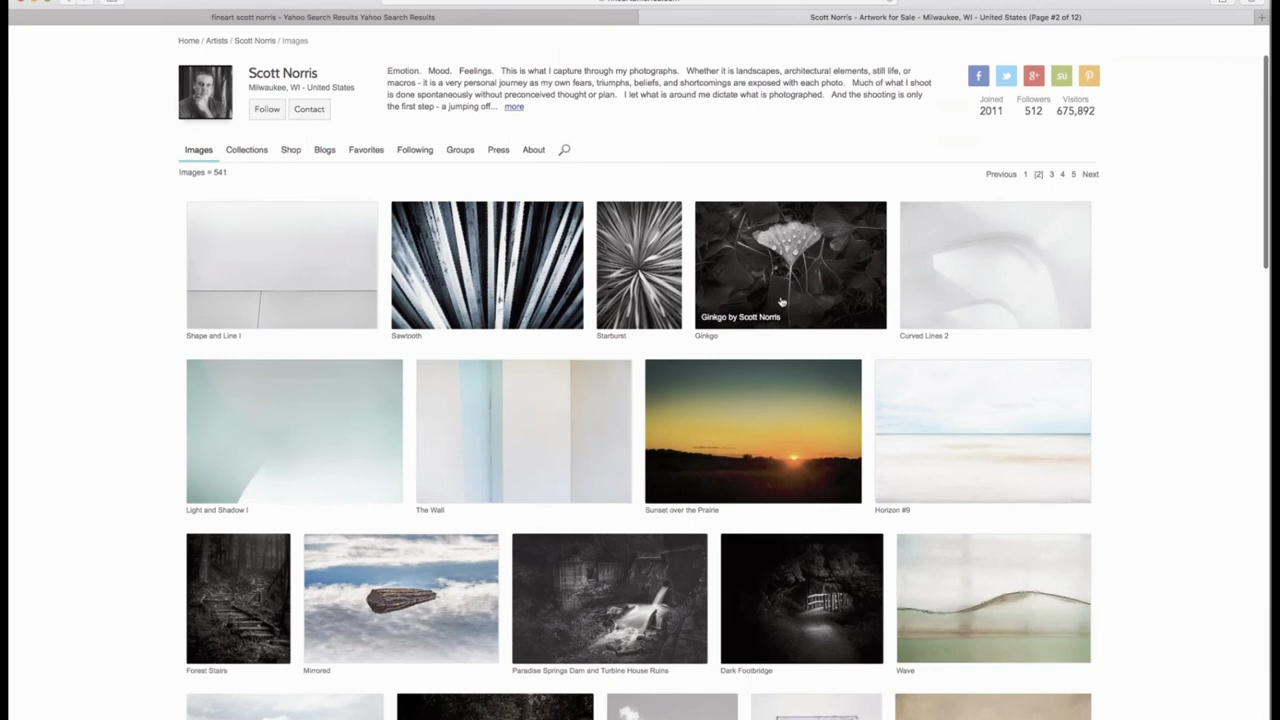 fineart scott norris - Yahoo Search Results Yahoo Search Results
Scott Norris - Artwork for Sale - Milwaukee, WI - United States (Page #2 of 12)
Home / Artists / Scott Norris / Images
Scott Norris
Milwaukee, WI - United States
Follow Contact
Emotion. Mood. Feelings. This is what I capture through my photographs. Whether it is landscapes, architectural elements, still life, or
macros - it is a very personal journey as my own fears, triumphs, beliefs, and shortcomings are exposed with each photo. Much of what I shoot
is done spontaneously without preconceived thought or plan. I let what is around me dictate what is photographed. And the shooting is only
the first step - a jumping off... more
Joined Followers Visitors
2011 512 675,892
Images Collections Shop Blogs Favorites Following Groups Press About
Images = 541
Previous 1 [2] 3 4 5 Next
Ginkgo by Scott Norris
Shape and Line I Sawtooth Starburst Ginkgo Curved Lines 2
Light and Shadow I The Wall Sunset over the Prairie Horizon #9
Forest Stairs Mirrored Paradise Springs Dam and Turbine House Ruins Dark Footbridge Wave